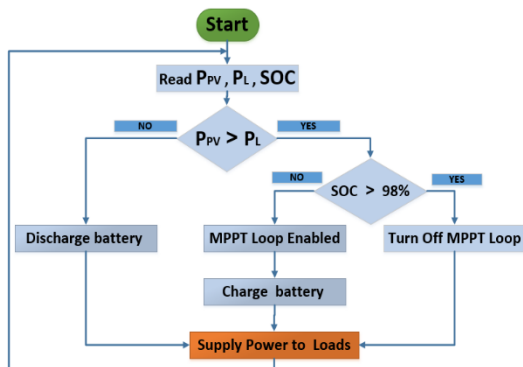 Start
Read PPV , PL , SOC
NO
YES
PPV > PL
NO
YES
SOC > 98%
Discharge battery
MPPT Loop Enabled
Turn Off MPPT Loop
Charge battery
Supply Power to Loads